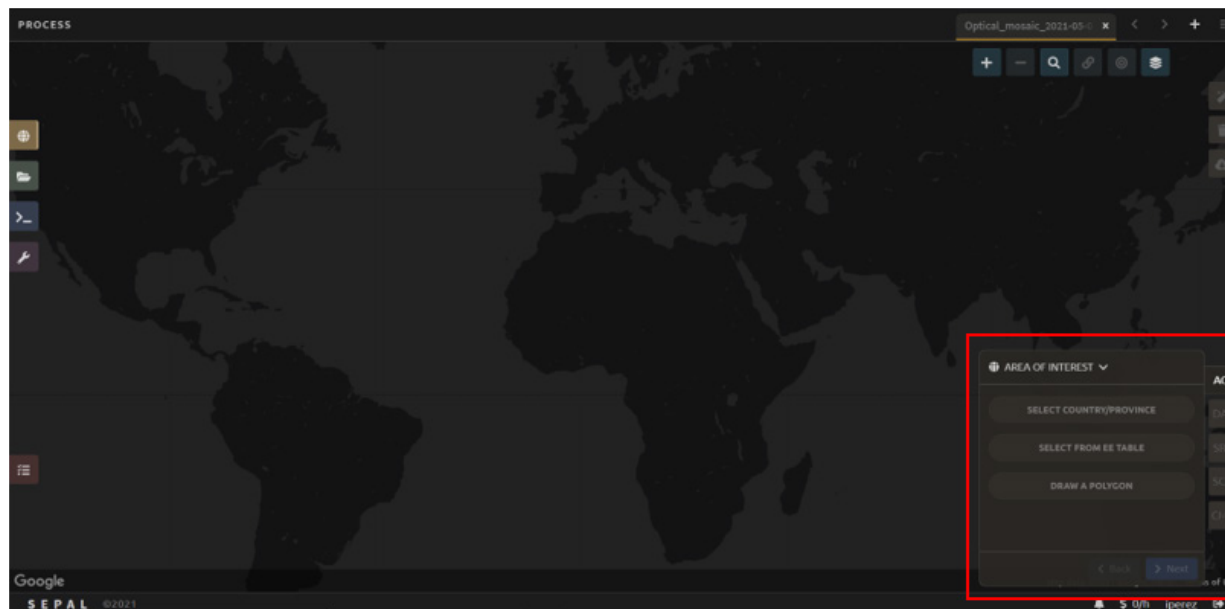 PROCESS
Optical_mosaic_2021-05-0
AREA OF INTEREST
SELECT COUNTRY/PROVINCE
SELECT FROM EE TABLE
DRAW A POLYGON
Back
Next
Google
SEPAL ©2021
$ 0/h iperez